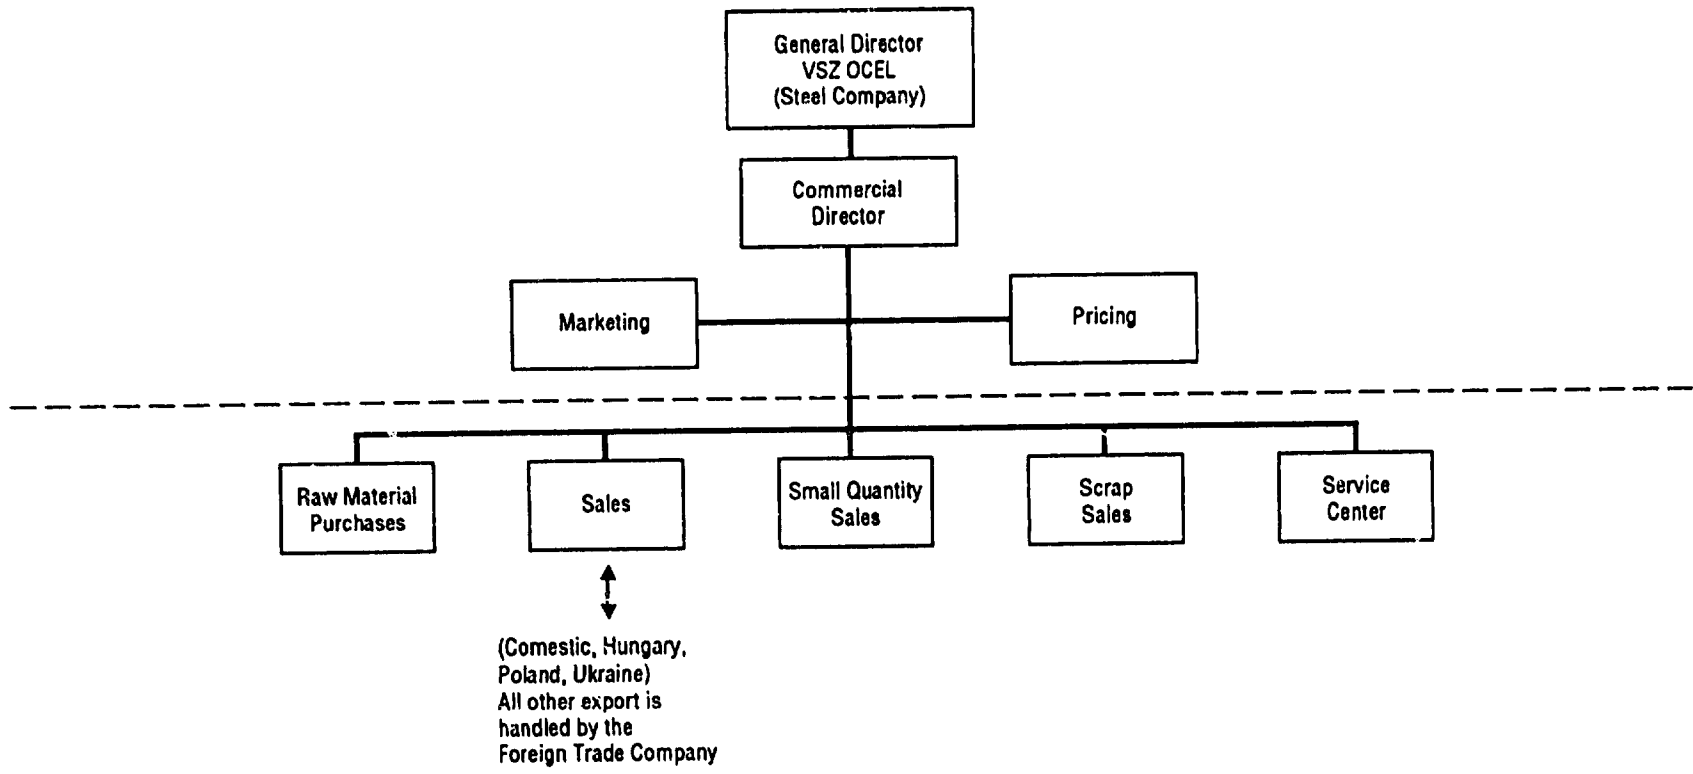 General Director
VSZ OCEL
(Steel Company)
Commercial
Director
Marketing
Pricing
Raw Material
Purchases
Sales
Small Quantity
Sales
Scrap
Sales
Service
Center
(Comestic, Hungary,
Poland, Ukraine)
All other export is
handled by the
Foreign Trade Company